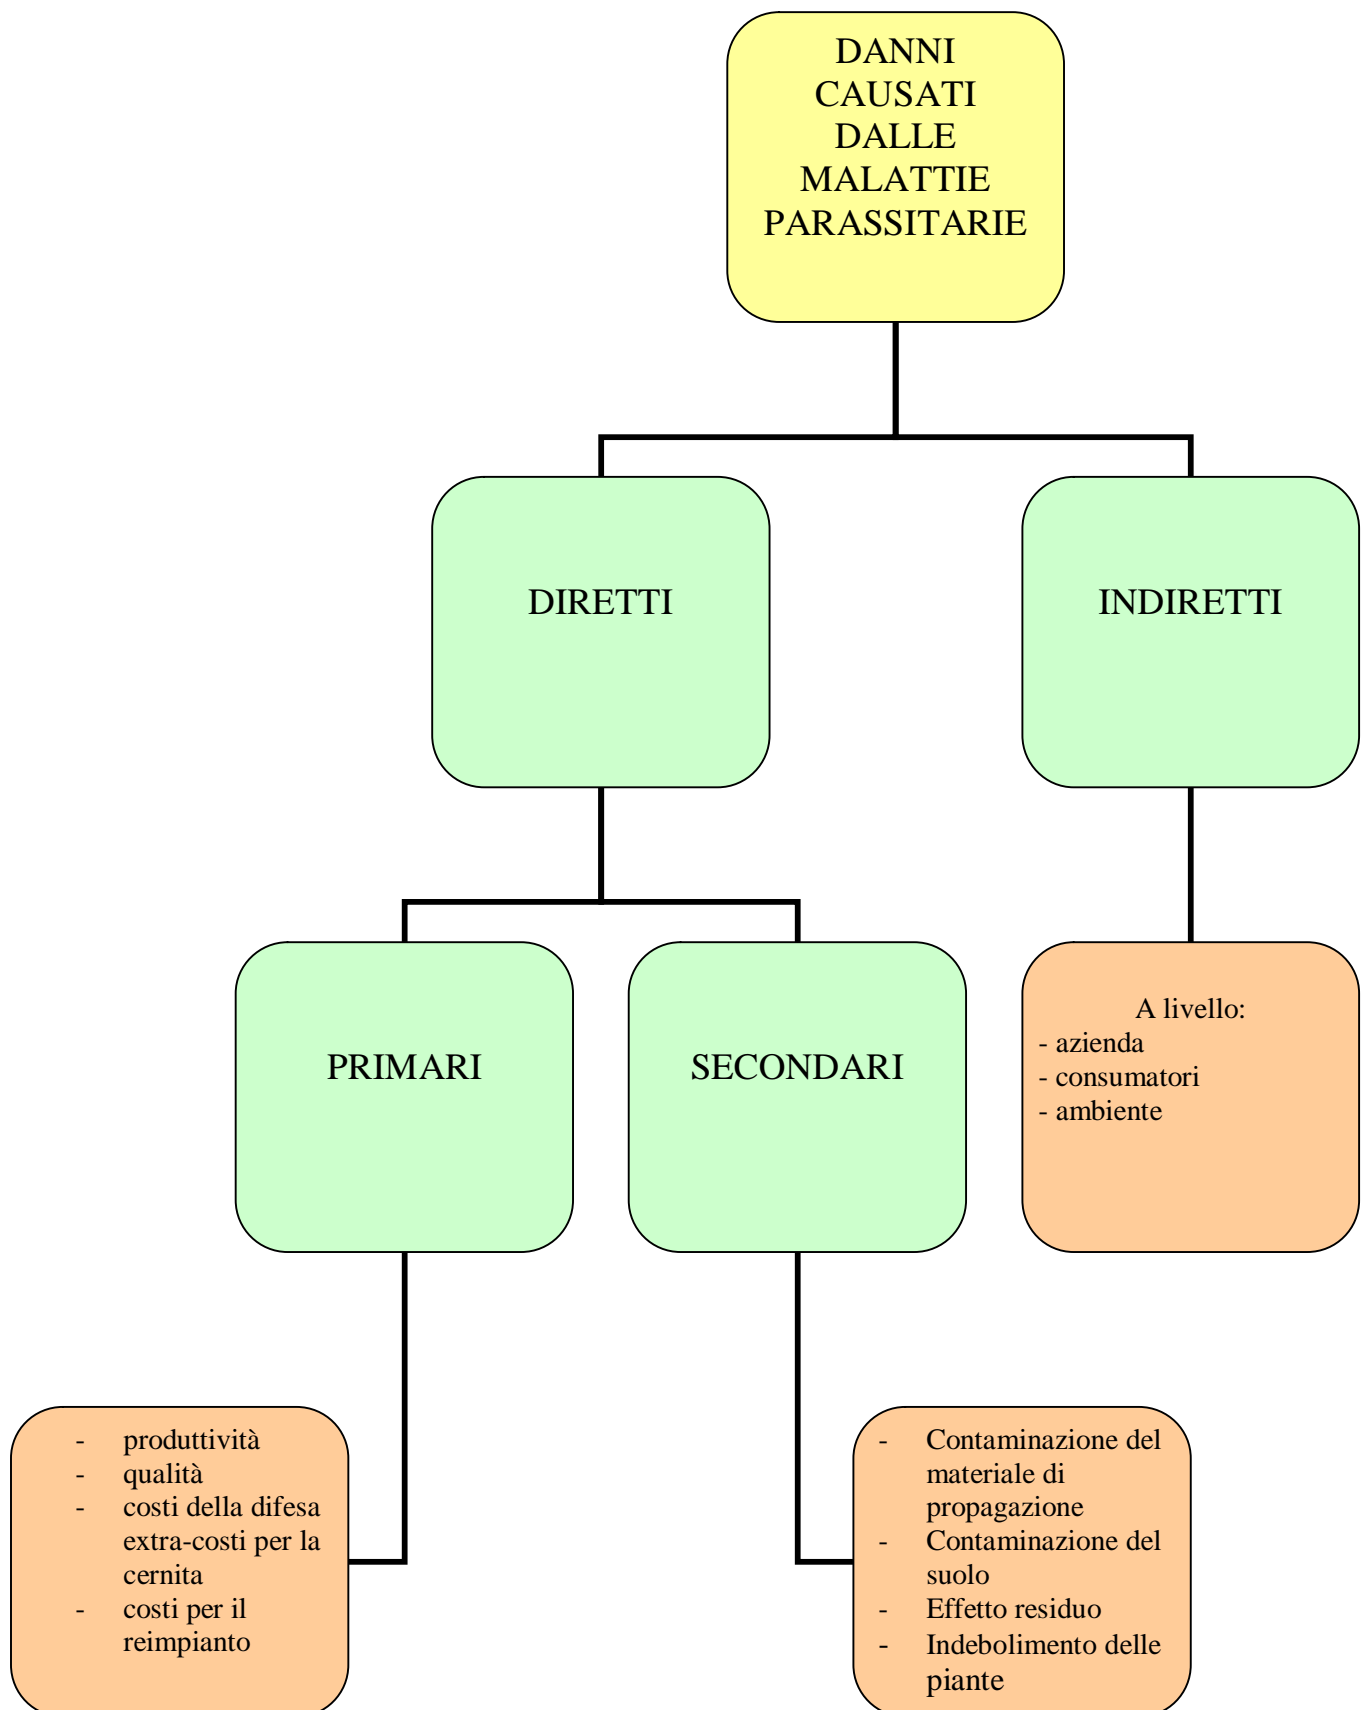 DANNI
CAUSATI
DALLE
MALATTIE
PARASSITARIE
DIRETTI
INDIRETTI
PRIMARI
SECONDARI
A livello:
- azienda
- consumatori
- ambiente
- produttività
- qualità
- costi della difesa
extra-costi per la
cernita
- costi per il
reimpianto
- Contaminazione del
materiale di
propagazione
- Contaminazione del
suolo
- Effetto residuo
- Indebolimento delle
piante